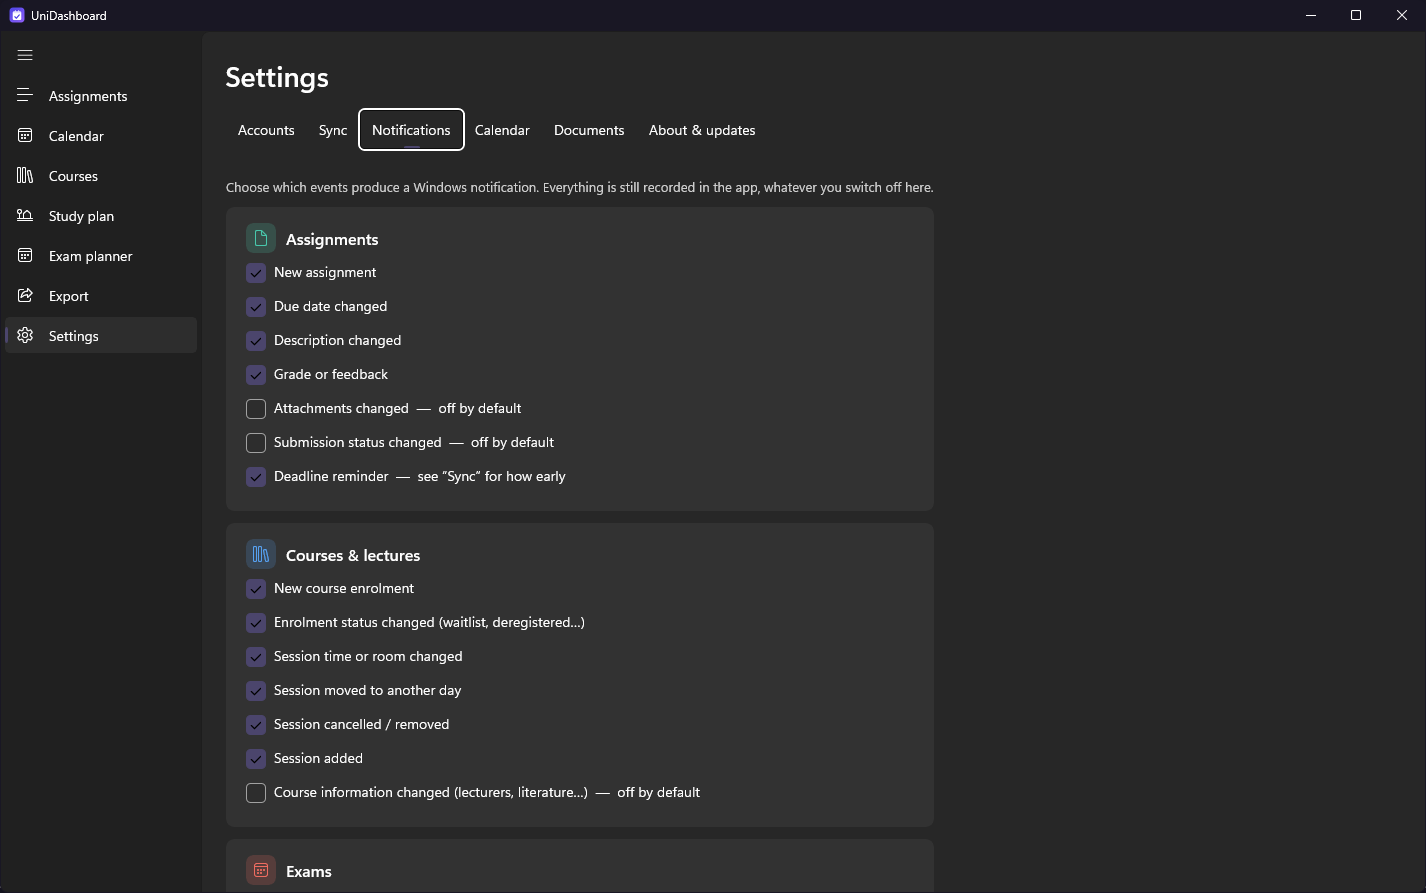 UniDashboard
Assignments
Calendar
Courses
Study plan
Exam planner
Export
Settings
Settings
Accounts Sync Notifications Calendar Documents About & updates
Choose which events produce a Windows notification. Everything is still recorded in the app, whatever you switch off here.
Assignments
New assignment
Due date changed
Description changed
Grade or feedback
Attachments changed — off by default
Submission status changed — off by default
Deadline reminder — see “Sync” for how early
Courses & lectures
New course enrolment
Enrolment status changed (waitlist, deregistered…)
Session time or room changed
Session moved to another day
Session cancelled / removed
Session added
Course information changed (lecturers, literature…) — off by default
Exams